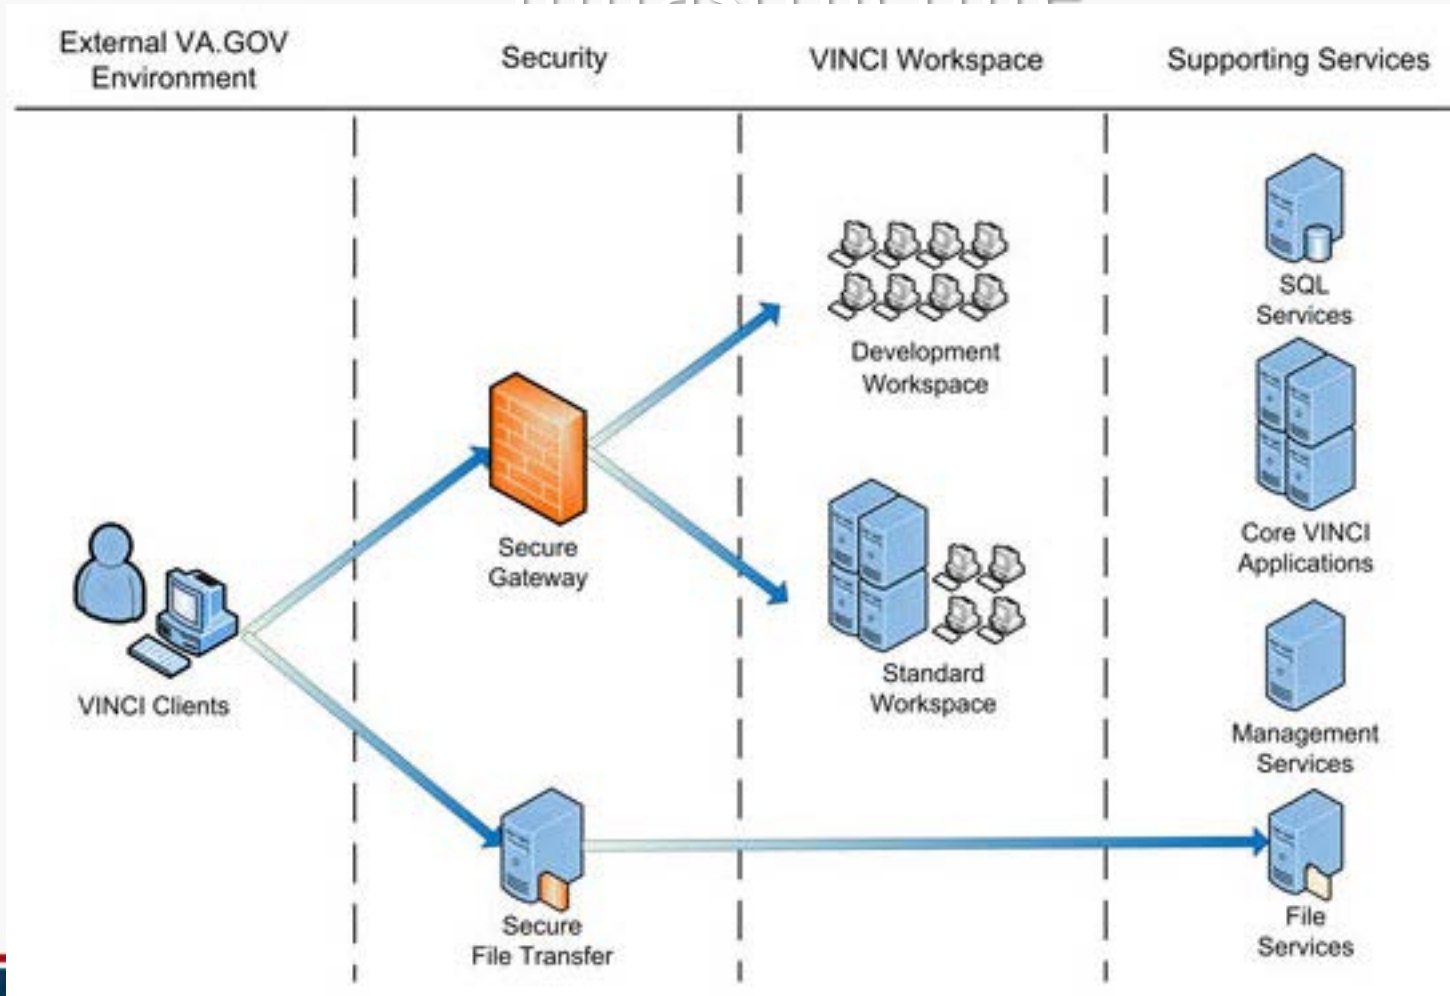 External VA.GOV
Environment
Security
VINCI Workspace
Supporting Services
SQL
Services
Development
Workspace
Core VINCI
Applications
Secure
Gateway
Standard
Workspace
VINCI Clients
Management
Services
Secure
File Transfer
File
Services